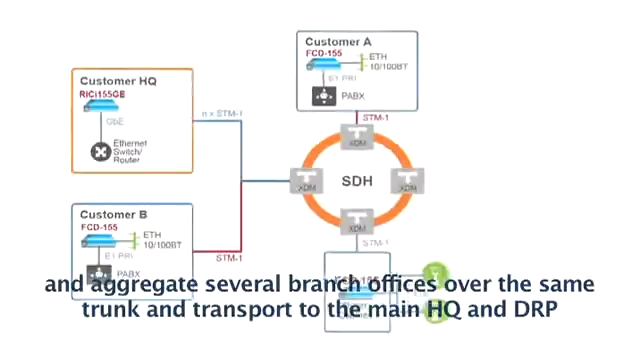 Customer A
FCD-155
ETH
10/100BT
E1 PRI
PABX
STM-1
Customer HQ
RICi155GE
GbE
Ethernet
Switch/
Router
n x STM-1
XDM
SDH
XDM
XDM
XDM
Customer B
FCD-155
ETH
10/100BT
E1 PRI
PABX
STM-1
STM-1
and aggregate several branch offices over the same
trunk and transport to the main HQ and DRP